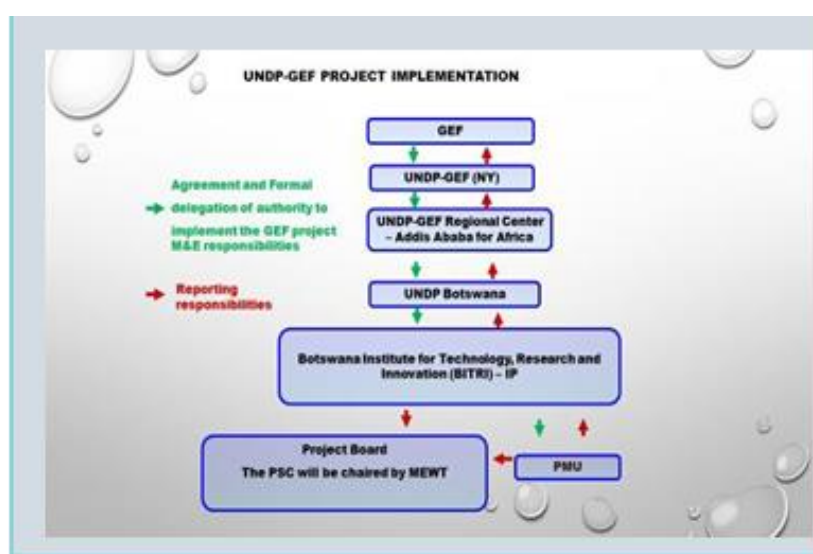 UNDP-GEF PROJECT IMPLEMENTATION
GEF
UNDP-GEF (NY)
Agreement and Formal
delegation of authority to
implement the GEF project
M&E responsibilities
UNDP-GEF Regional Center
– Addis Ababa for Africa
Reporting
responsibilities
UNDP Botswana
Botswana Institute for Technology, Research and
Innovation (BITRI) – IP
Project Board
The PSC will be chaired by MEWT
PMU